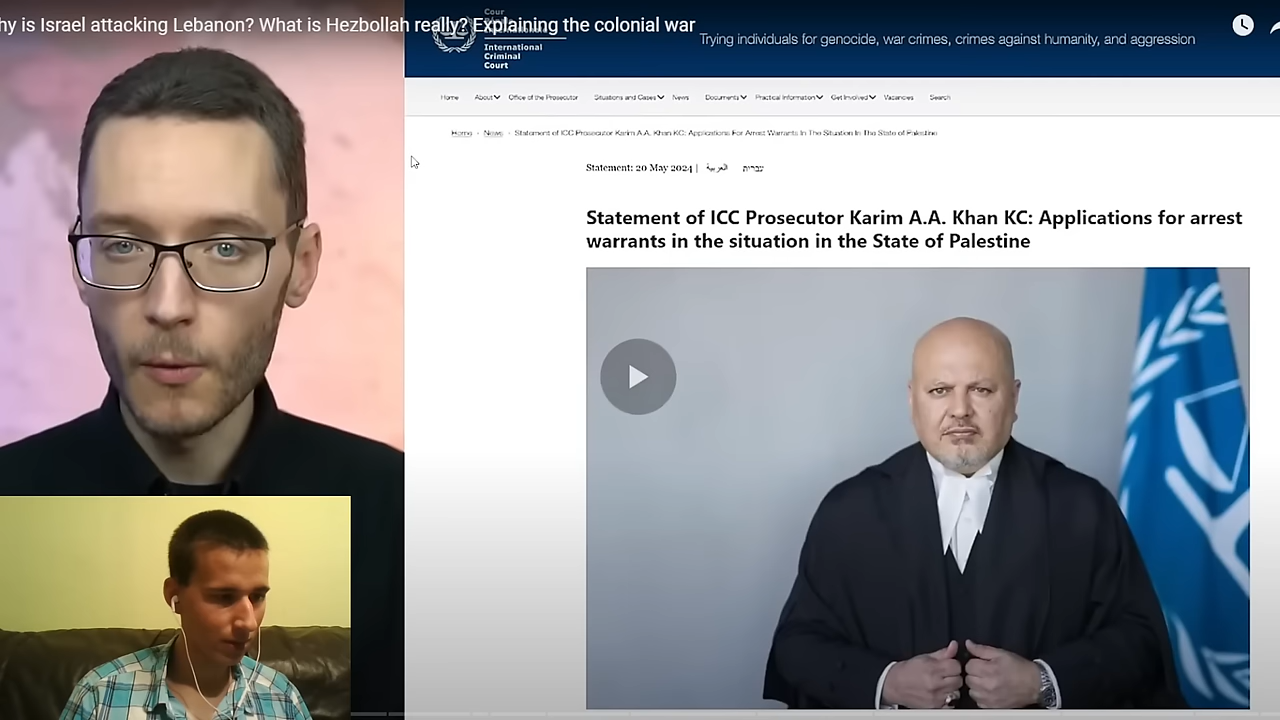 hy is Israel attacking Lebanon? What is Hezbollah really? Explaining the colonial war
Cour
International
Criminal
Court
Trying individuals for genocide, war crimes, crimes against humanity, and aggression
Home About Office of the Prosecutor Situations and Cases News Documents Practical Information Get Involved Vacancies Search
Home News Statement of ICC Prosecutor Karim A.A. Khan KC: Applications For Arrest Warrants In The Situation In The State of Palestine
Statement: 20 May 2024 | العربية עברית
Statement of ICC Prosecutor Karim A.A. Khan KC: Applications for arrest
warrants in the situation in the State of Palestine